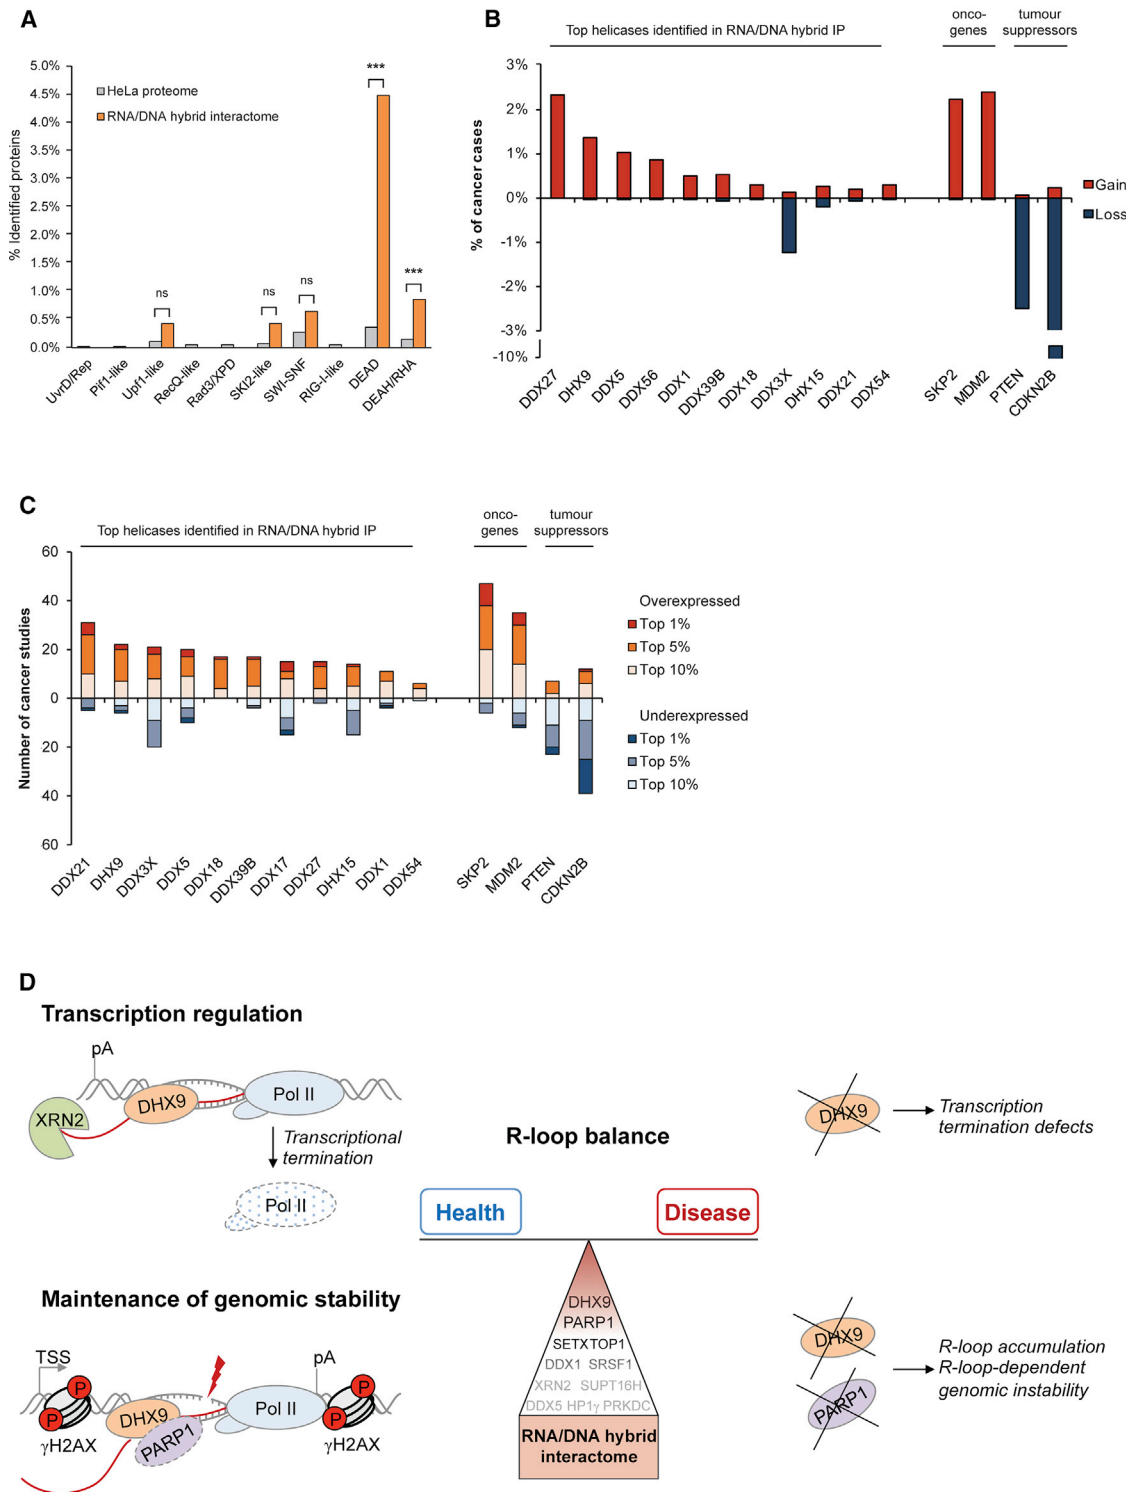 A
5.0%
4.5%
4.0%
3.5%
3.0%
2.5%
2.0%
1.5%
1.0%
0.5%
0.0%
% Identified proteins
HeLa proteome
RNA/DNA hybrid interactome
ns
ns
ns
***
***
UvrD/Rep
Pif1-like
Upf1-like
RecQ-like
Rad3/XPD
SKI2-like
SWI-SNF
RIG-I-like
DEAD
DEAH/RHA
B
Top helicases identified in RNA/DNA hybrid IP
onco-
genes
tumour
suppressors
3%
2%
1%
0%
-1%
-2%
-3%
-10%
% of cancer cases
Gain
Loss
DDX27
DHX9
DDX5
DDX56
DDX1
DDX39B
DDX18
DDX3X
DHX15
DDX21
DDX54
SKP2
MDM2
PTEN
CDKN2B
C
Top helicases identified in RNA/DNA hybrid IP
onco-
genes
tumour
suppressors
60
40
20
0
20
40
60
Number of cancer studies
Overexpressed
Top 1%
Top 5%
Top 10%
Underexpressed
Top 1%
Top 5%
Top 10%
DDX21
DHX9
DDX3X
DDX5
DDX18
DDX39B
DDX17
DDX27
DHX15
DDX1
DDX54
SKP2
MDM2
PTEN
CDKN2B
D
Transcription regulation
pA
XRN2
DHX9
Pol II
Transcriptional
termination
Pol II
Maintenance of genomic stability
TSS
P
P
γH2AX
DHX9
PARP1
Pol II
pA
P
P
γH2AX
R-loop balance
Health
Disease
DHX9
PARP1
SETX TOP1
DDX1 SRSF1
XRN2 SUPT16H
DDX5 HP1γ PRKDC
RNA/DNA hybrid
interactome
DHX9
Transcription
termination defects
DHX9
PARP1
R-loop accumulation
R-loop-dependent
genomic instability